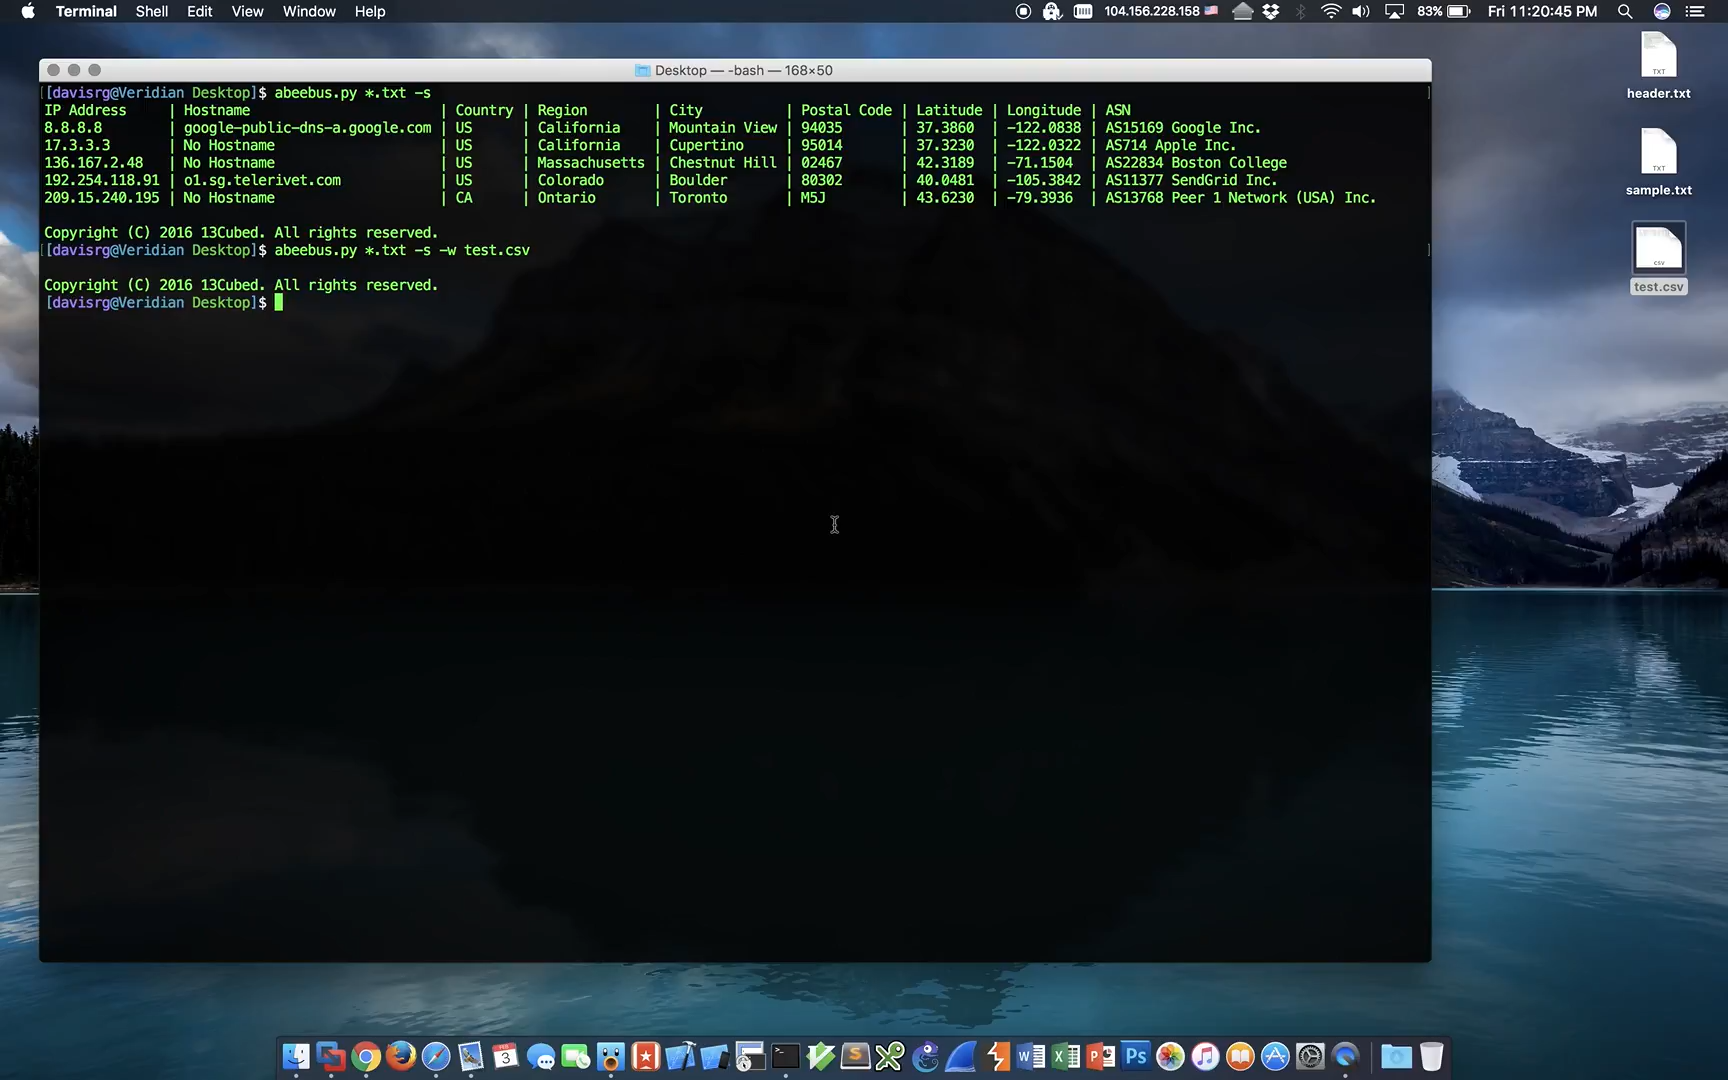 Terminal Shell Edit View Window Help 104.156.228.158 83% Fri 11:20:45 PM
Desktop — -bash — 168×50
[[davisrg@Veridian Desktop]$ abeebus.py *.txt -s
IP Address | Hostname | Country | Region | City | Postal Code | Latitude | Longitude | ASN
8.8.8.8 | google-public-dns-a.google.com | US | California | Mountain View | 94035 | 37.3860 | -122.0838 | AS15169 Google Inc.
17.3.3.3 | No Hostname | US | California | Cupertino | 95014 | 37.3230 | -122.0322 | AS714 Apple Inc.
136.167.2.48 | No Hostname | US | Massachusetts | Chestnut Hill | 02467 | 42.3189 | -71.1504 | AS22834 Boston College
192.254.118.91 | o1.sg.telerivet.com | US | Colorado | Boulder | 80302 | 40.0481 | -105.3842 | AS11377 SendGrid Inc.
209.15.240.195 | No Hostname | CA | Ontario | Toronto | M5J | 43.6230 | -79.3936 | AS13768 Peer 1 Network (USA) Inc.
Copyright (C) 2016 13Cubed. All rights reserved.
[[davisrg@Veridian Desktop]$ abeebus.py *.txt -s -w test.csv
Copyright (C) 2016 13Cubed. All rights reserved.
[davisrg@Veridian Desktop]$
TXT
header.txt
TXT
sample.txt
CSV
test.csv
FEB
3